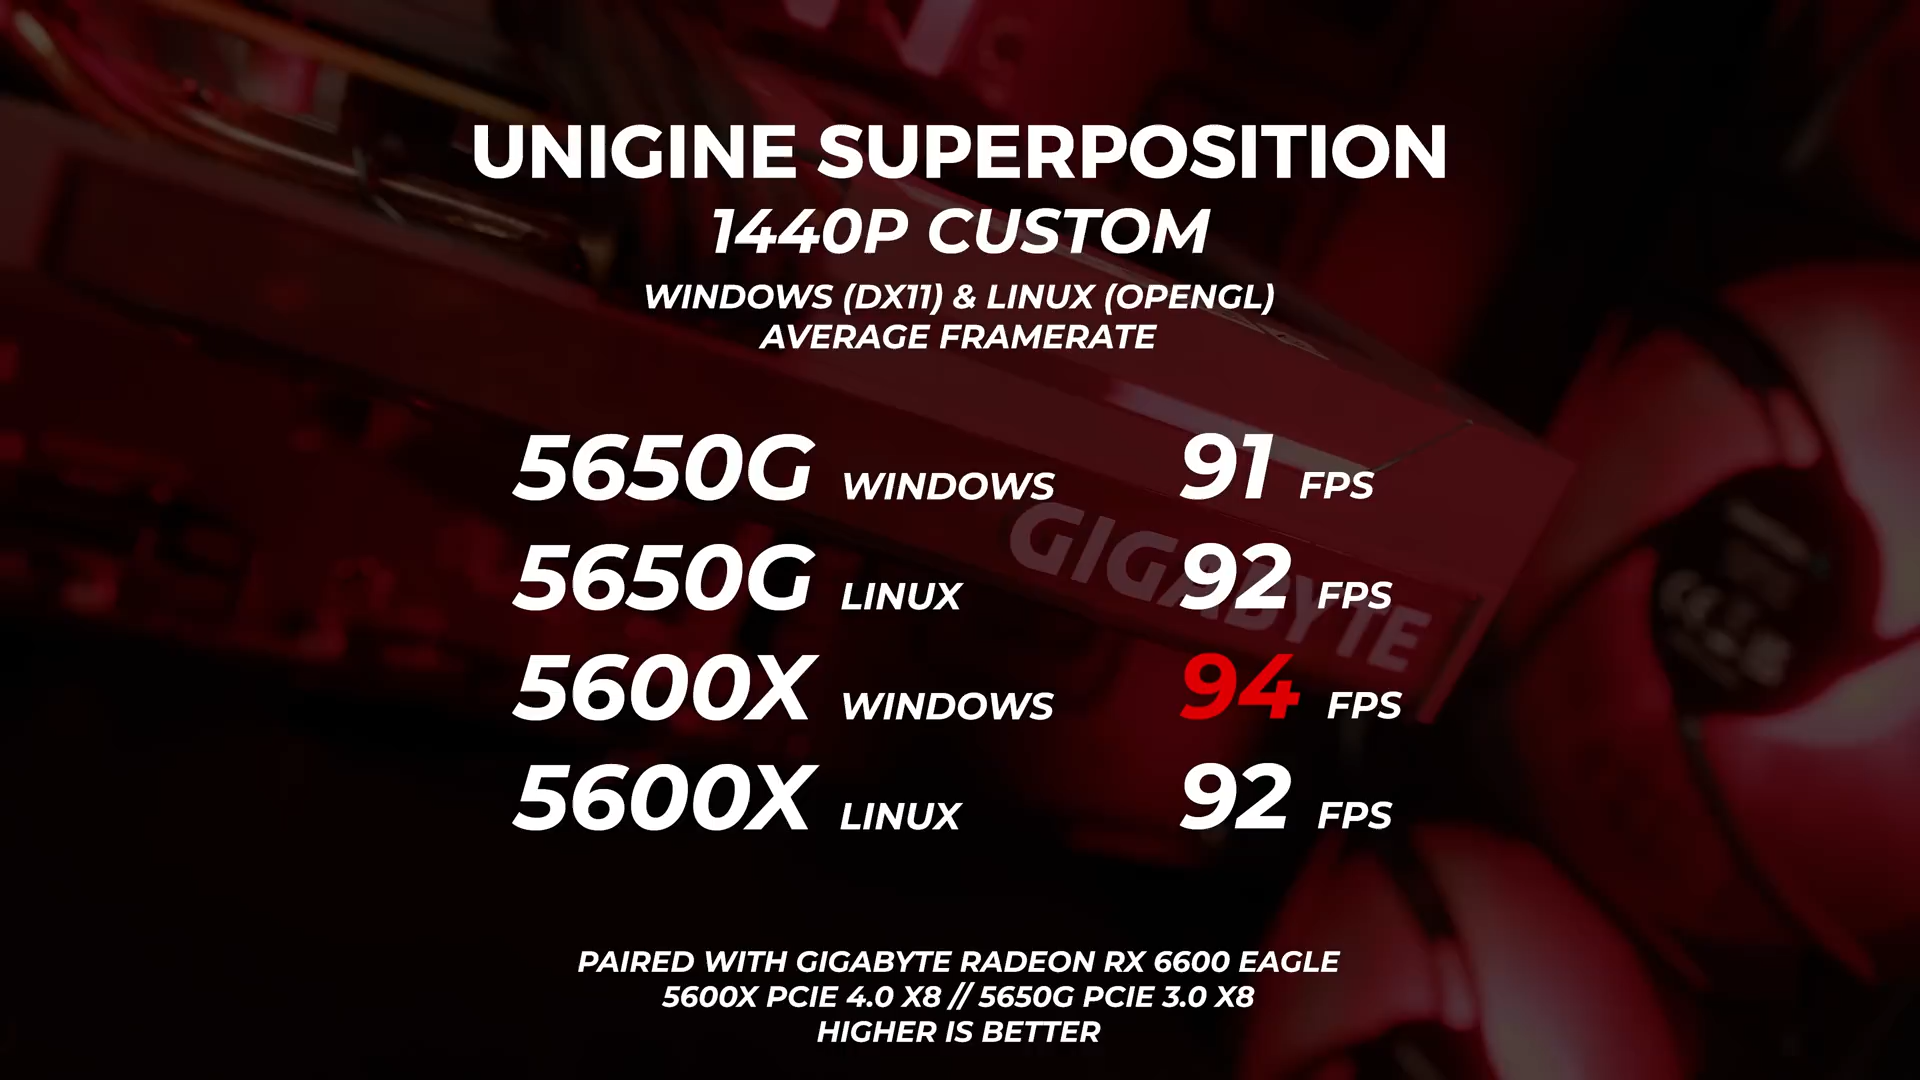 UNIGINE SUPERPOSITION
1440P CUSTOM
WINDOWS (DX11) & LINUX (OPENGL)
AVERAGE FRAMERATE
5650G WINDOWS 91 FPS
5650G LINUX 92 FPS
GIGABYTE
5600X WINDOWS 94 FPS
5600X LINUX 92 FPS
PAIRED WITH GIGABYTE RADEON RX 6600 EAGLE
5600X PCIE 4.0 X8 // 5650G PCIE 3.0 X8
HIGHER IS BETTER